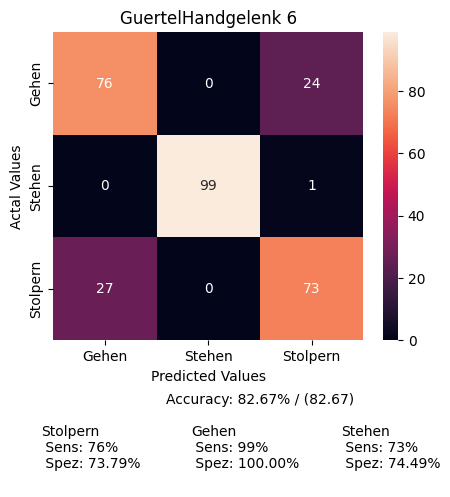 GuertelHandgelenk 6
Actal Values
Gehen
Stehen
Stolpern
76 0 24
0 99 1
27 0 73
80
60
40
20
0
Gehen Stehen Stolpern
Predicted Values
Accuracy: 82.67% / (82.67)
Stolpern Gehen Stehen
Sens: 76% Sens: 99% Sens: 73%
Spez: 73.79% Spez: 100.00% Spez: 74.49%